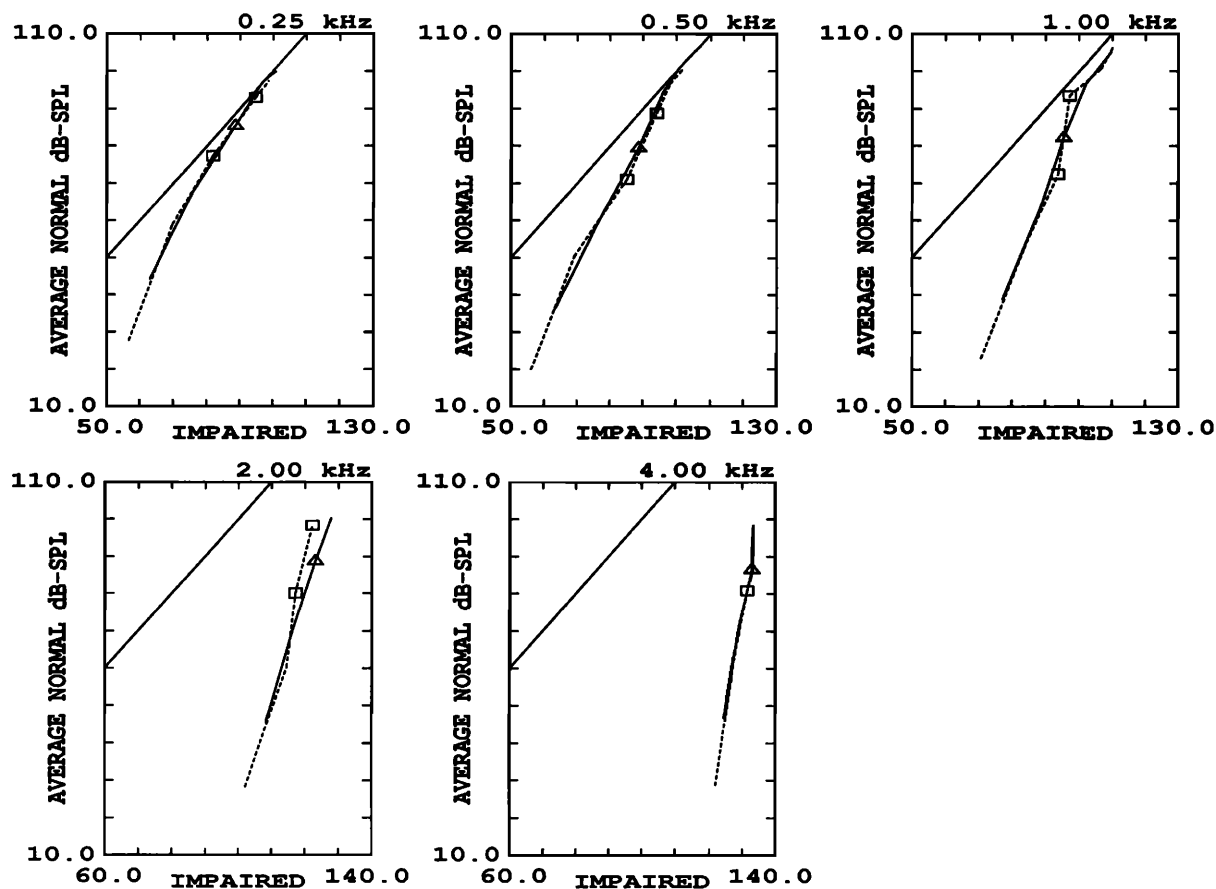 0.25 kHz
110.0
AVERAGE NORMAL dB-SPL
10.0
50.0
IMPAIRED
130.0
0.50 kHz
110.0
AVERAGE NORMAL dB-SPL
10.0
50.0
IMPAIRED
130.0
1.00 kHz
110.0
AVERAGE NORMAL dB-SPL
10.0
50.0
IMPAIRED
130.0
2.00 kHz
110.0
AVERAGE NORMAL dB-SPL
10.0
60.0
IMPAIRED
140.0
4.00 kHz
110.0
AVERAGE NORMAL dB-SPL
10.0
60.0
IMPAIRED
140.0